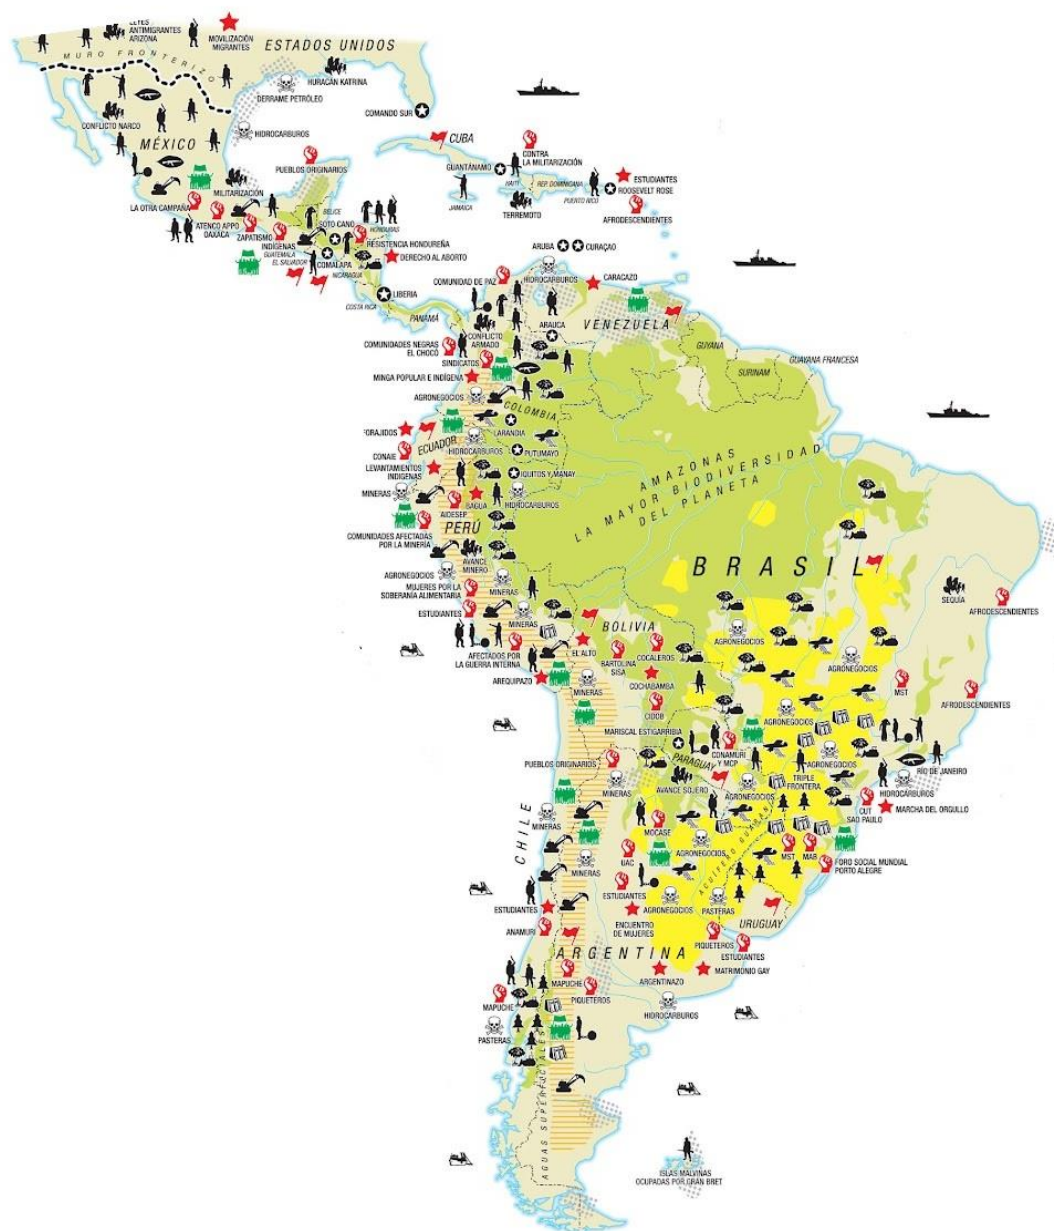 LEYES
ANTIMIGRANTES
ARIZONA
MOVILIZACIÓN
MIGRANTES
ESTADOS UNIDOS
MURO FRONTERIZO
HURACÁN KATRINA
DERRAME PETRÓLEO
COMANDO SUR
CONFLICTO NARCO
HIDROCARBUROS
MÉXICO
CUBA
CONTRA
LA MILITARIZACIÓN
PUEBLOS ORIGINARIOS
GUANTÁNAMO
HAITI
REP. DOMINICANA
ESTUDIANTES
ROOSEVELT ROSE
PUERTO RICO
MILITARIZACIÓN
JAMAICA
TERREMOTO
AFRODESCENDIENTES
LA OTRA CAMPAÑA
BELICE
ATENCO APPO
OAXACA
SOTO CANO
HONDURAS
ZAPATISMO
INDÍGENAS
RESISTENCIA HONDUREÑA
GUATEMALA
EL SALVADOR
COMALAPA
DERECHO AL ABORTO
NICARAGUA
ARUBA
CURAÇAO
LIBERIA
COSTA RICA
PANAMÁ
COMUNIDAD DE PAZ
HIDROCARBUROS
CARACAZO
VENEZUELA
ARAUCA
CONFLICTO
ARMADO
COMUNIDADES NEGRAS
EL CHOCÓ
SINDICATOS
GUYANA
SURINAM
GUAYANA FRANCESA
MINGA POPULAR E INDÍGENA
AGRONEGOCIOS
COLOMBIA
LARANDIA
FORAJIDOS
ECUADOR
HIDROCARBUROS
PUTUMAYO
CONAIE
LEVANTAMIENTOS
INDIGENAS
IQUITOS Y NANAY
AMAZONAS
LA MAYOR BIODIVERSIDAD
DEL PLANETA
MINERAS
AIDESEP
BAGUA
HIDROCARBUROS
PERÚ
COMUNIDADES AFECTADAS
POR LA MINERÍA
AVANCE
MINERO
BRASIL
AGRONEGOCIOS
MINERAS
MUJERES POR LA
SOBERANÍA ALIMENTARIA
SEQUÍA
AFRODESCENDIENTES
ESTUDIANTES
MINERAS
BOLIVIA
AGRONEGOCIOS
AFECTADOS POR
LA GUERRA INTERNA
EL ALTO
BARTOLINA
SISA
COCALEROS
AGRONEGOCIOS
AREQUIPAZO
MINERAS
COCHABAMBA
MST
AFRODESCENDIENTES
CIDOB
AGRONEGOCIOS
MARISCAL ESTIGARRIBIA
CONAMURI
Y MCP
AGRONEGOCIOS
PUEBLOS ORIGINARIOS
PARAGUAY
RÍO DE JANEIRO
MINERAS
AVANCE SOJERO
TRIPLE
FRONTERA
AGRONEGOCIOS
HIDROCARBUROS
CUT
SAO PAULO
MARCHA DEL ORGULLO
MINERAS
CHILE
MOCASE
AGRONEGOCIOS
ACUÍFERO GUARANÍ
MST
MAB
UAC
MINERAS
FORO SOCIAL MUNDIAL
PORTO ALEGRE
ESTUDIANTES
ESTUDIANTES
AGRONEGOCIOS
PASTERAS
ENCUENTRO
DE MUJERES
URUGUAY
ANAMURI
PIQUETEROS
ESTUDIANTES
ARGENTINA
MAPUCHE
ARGENTINAZO
MATRIMONIO GAY
PIQUETEROS
MAPUCHE
HIDROCARBUROS
PASTERAS
AGUAS SUPERFICIALES
ISLAS MALVINAS
OCUPADAS POR GRAN BRET